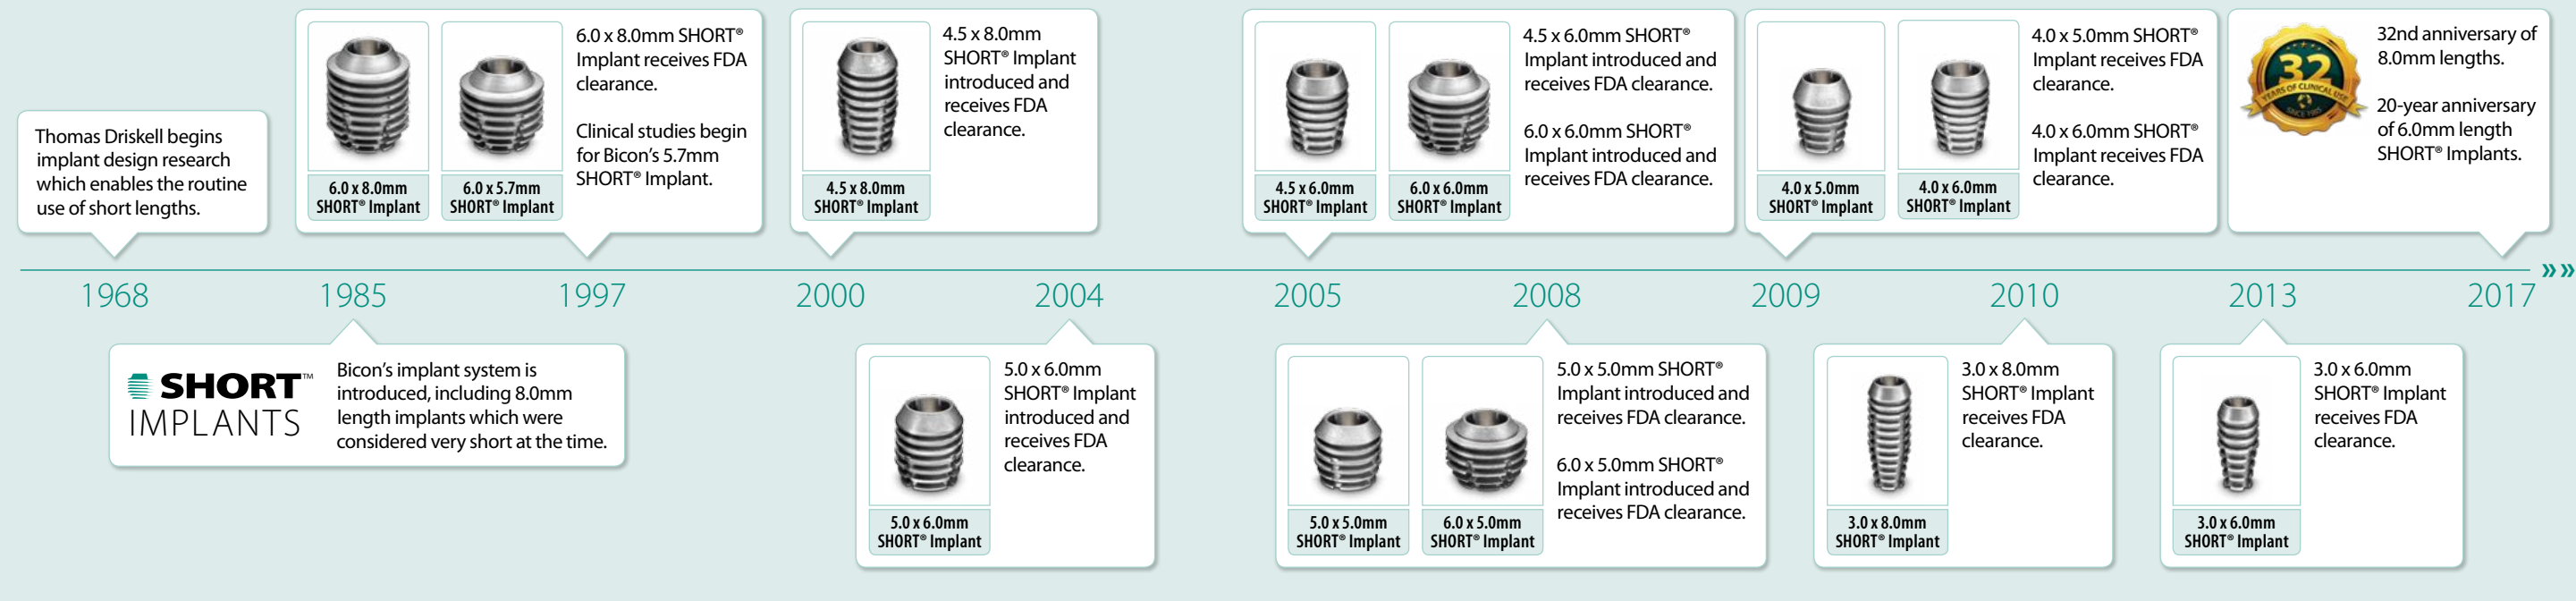 Thomas Driskell begins
implant design research
which enables the routine
use of short lengths.
6.0 x 8.0mm
SHORT® Implant
6.0 x 5.7mm
SHORT® Implant
6.0 x 8.0mm SHORT®
Implant receives FDA
clearance.
Clinical studies begin
for Bicon’s 5.7mm
SHORT® Implant.
4.5 x 8.0mm
SHORT® Implant
4.5 x 8.0mm
SHORT® Implant
introduced and
receives FDA
clearance.
4.5 x 6.0mm
SHORT® Implant
6.0 x 6.0mm
SHORT® Implant
4.5 x 6.0mm SHORT®
Implant introduced and
receives FDA clearance.
6.0 x 6.0mm SHORT®
Implant introduced and
receives FDA clearance.
4.0 x 5.0mm
SHORT® Implant
4.0 x 6.0mm
SHORT® Implant
4.0 x 5.0mm SHORT®
Implant receives FDA
clearance.
4.0 x 6.0mm SHORT®
Implant receives FDA
clearance.
32
YEARS OF CLINICAL USE
SINCE 1985
32nd anniversary of
8.0mm lengths.
20-year anniversary
of 6.0mm length
SHORT® Implants.
1968
1985
1997
2000
2004
2005
2008
2009
2010
2013
2017
SHORT™
IMPLANTS
Bicon’s implant system is
introduced, including 8.0mm
length implants which were
considered very short at the time.
5.0 x 6.0mm
SHORT® Implant
5.0 x 6.0mm
SHORT® Implant
introduced and
receives FDA
clearance.
5.0 x 5.0mm
SHORT® Implant
6.0 x 5.0mm
SHORT® Implant
5.0 x 5.0mm SHORT®
Implant introduced and
receives FDA clearance.
6.0 x 5.0mm SHORT®
Implant introduced and
receives FDA clearance.
3.0 x 8.0mm
SHORT® Implant
3.0 x 8.0mm
SHORT® Implant
receives FDA
clearance.
3.0 x 6.0mm
SHORT® Implant
3.0 x 6.0mm
SHORT® Implant
receives FDA
clearance.